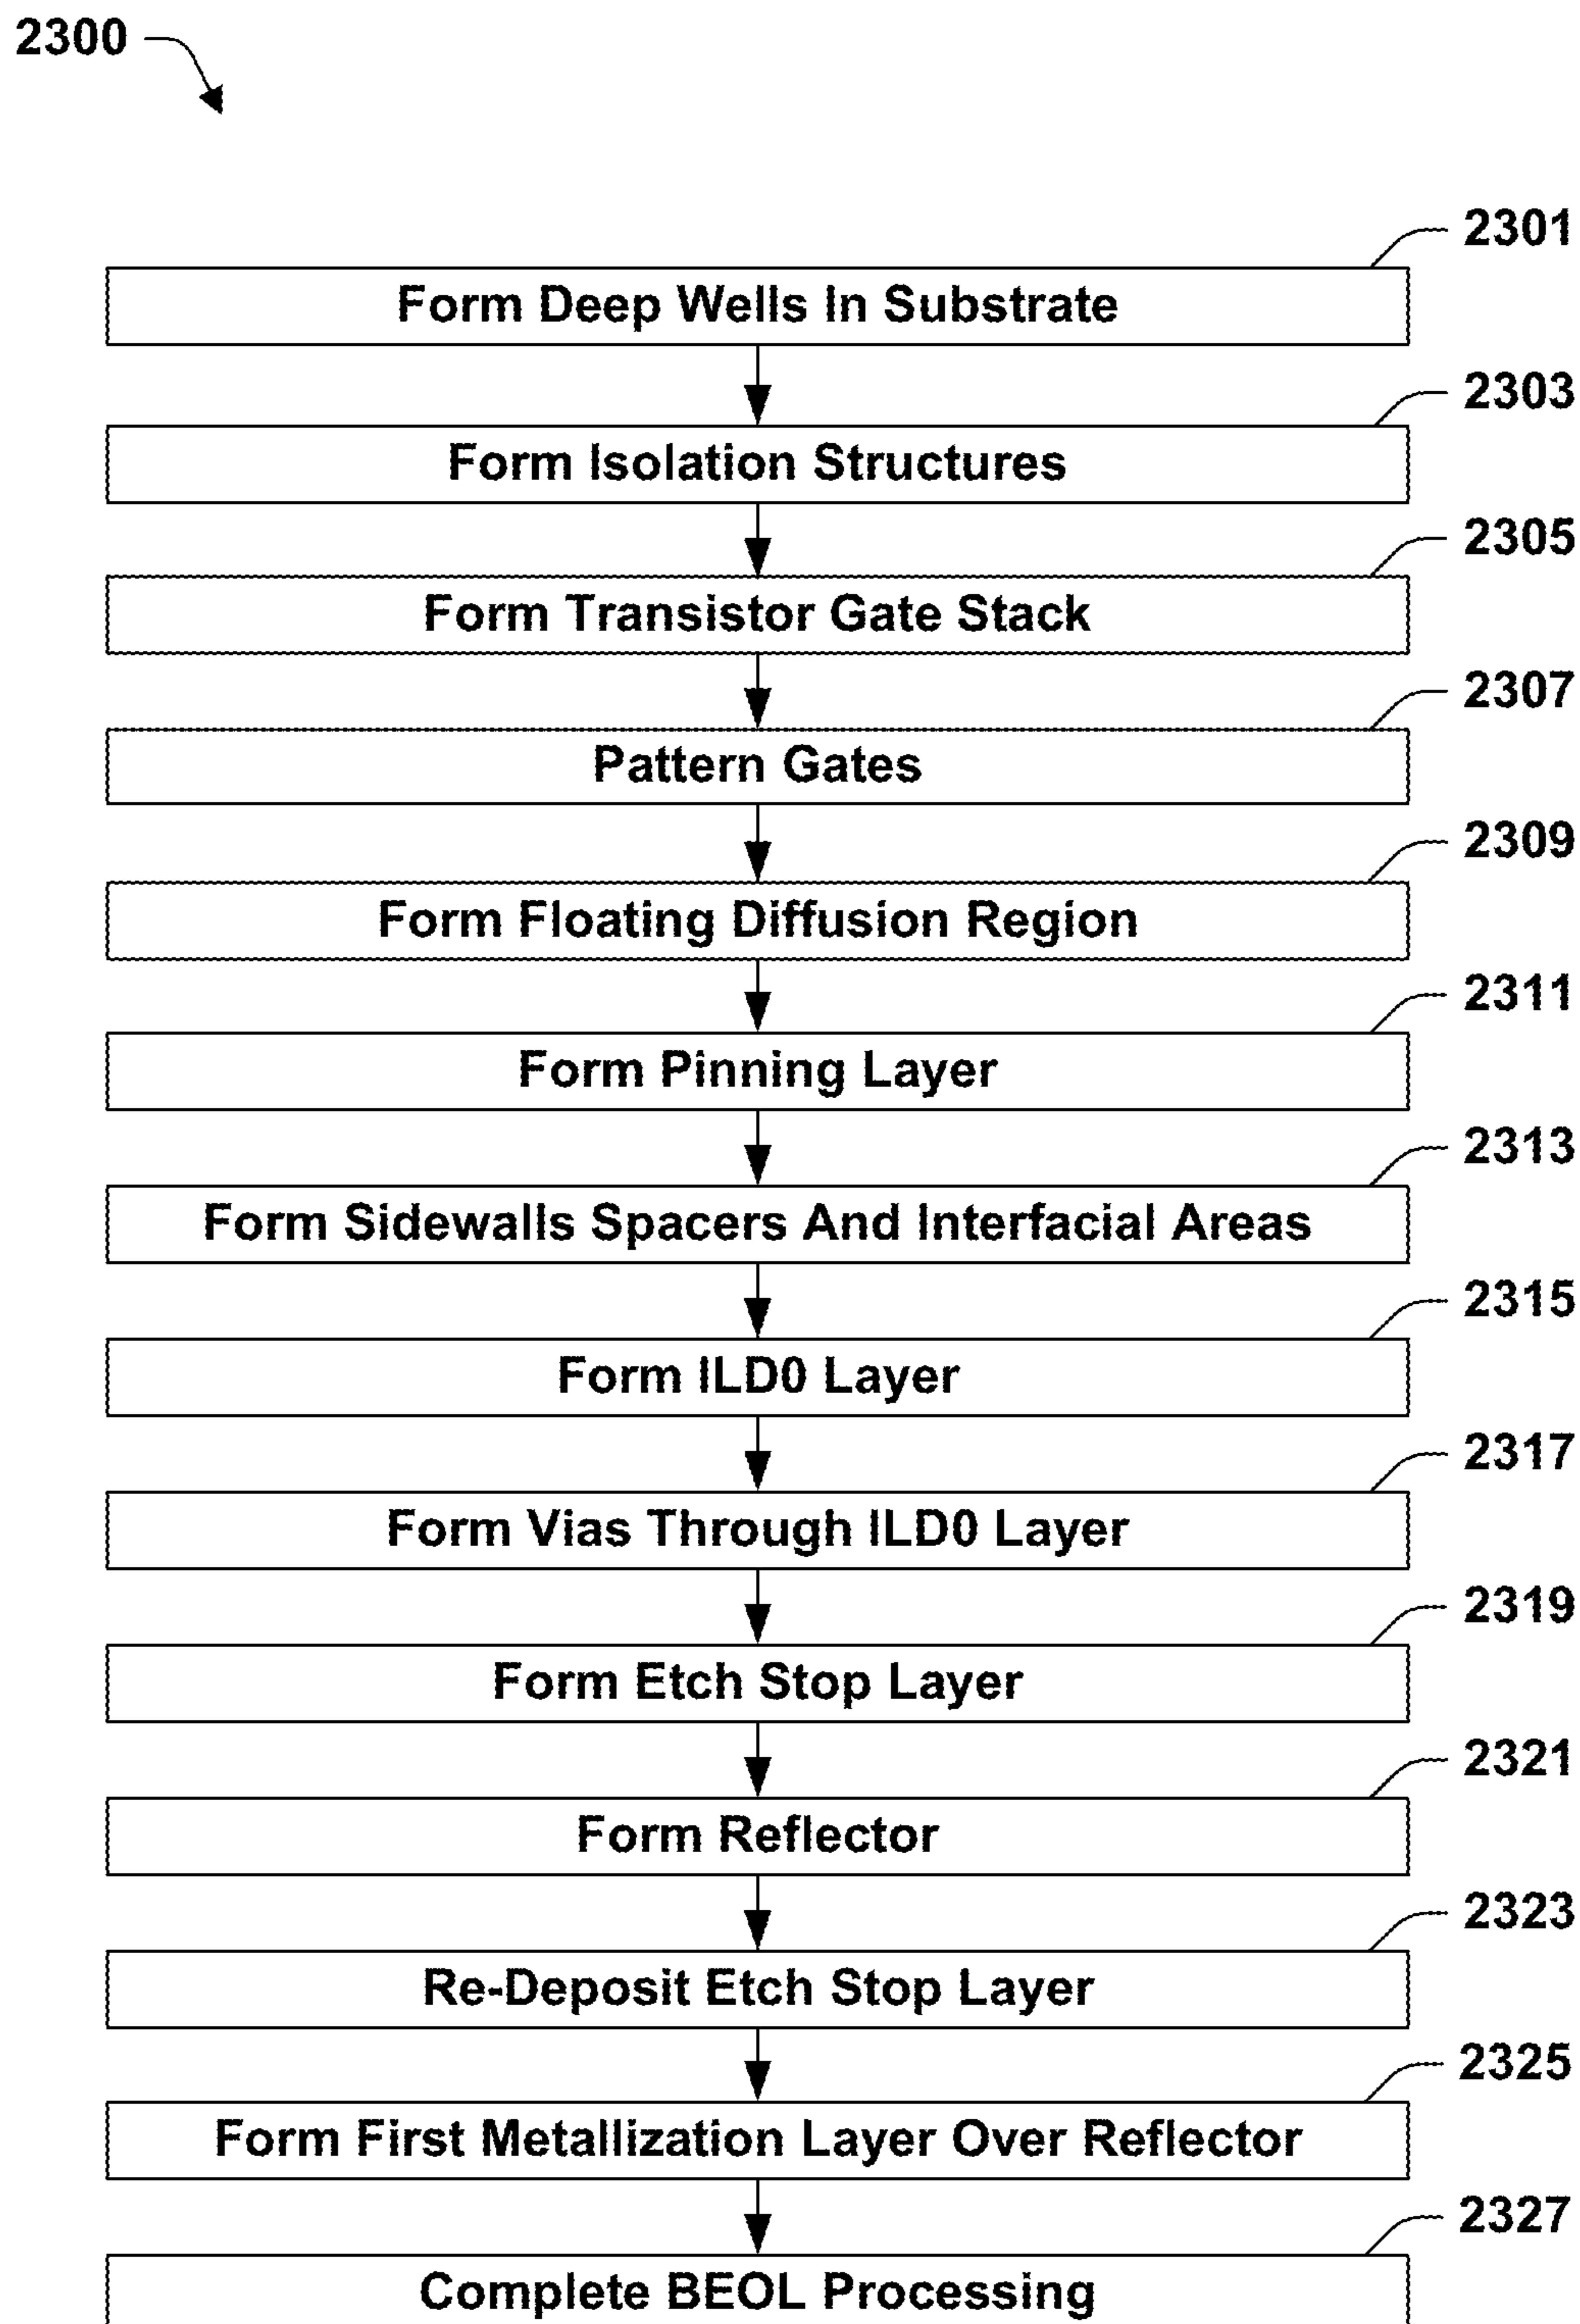 2300
2301
Form Deep Wells In Substrate
2303
Form Isolation Structures
2305
Form Transistor Gate Stack
2307
Pattern Gates
2309
Form Floating Diffusion Region
2311
Form Pinning Layer
2313
Form Sidewalls Spacers And Interfacial Areas
2315
Form ILD0 Layer
2317
Form Vias Through ILD0 Layer
2319
Form Etch Stop Layer
2321
Form Reflector
2323
Re-Deposit Etch Stop Layer
2325
Form First Metallization Layer Over Reflector
2327
Complete BEOL Processing